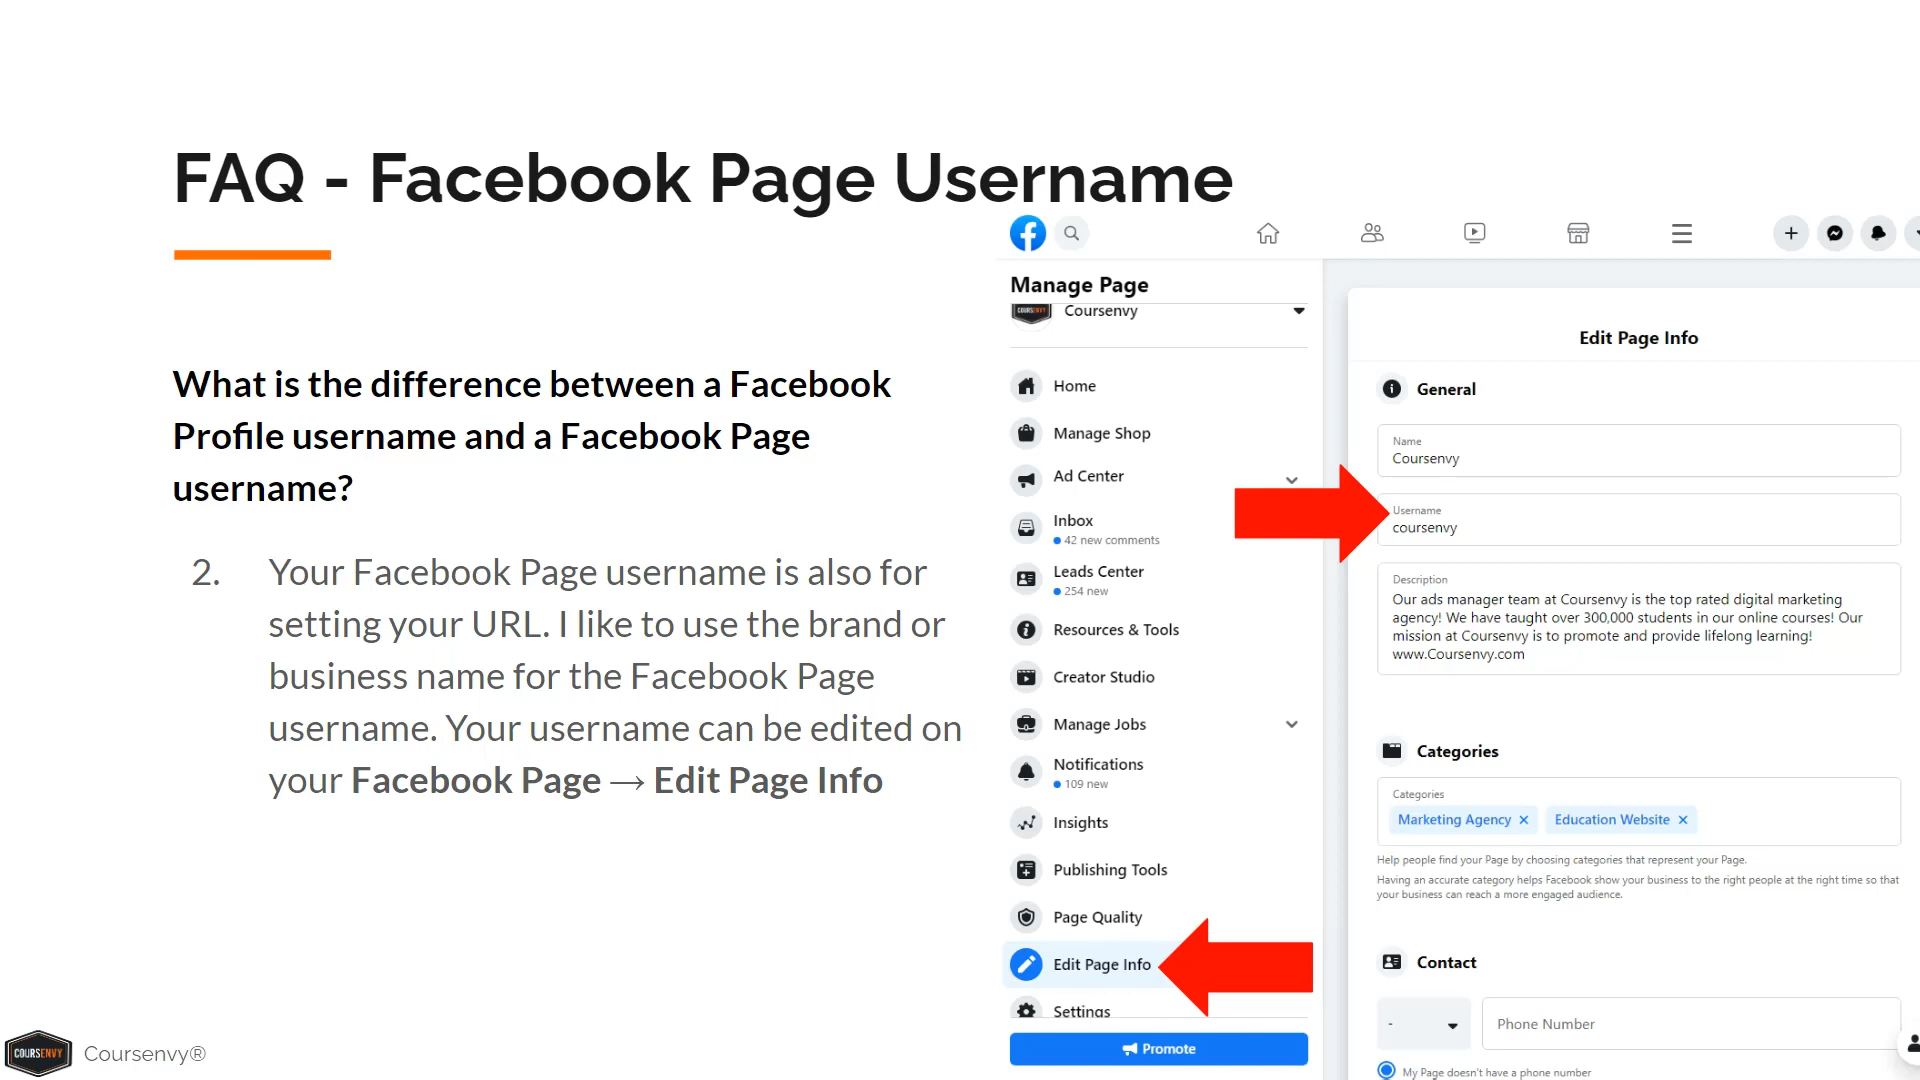 FAQ - Facebook Page Username
What is the difference between a Facebook
Profile username and a Facebook Page
username?
2. Your Facebook Page username is also for
setting your URL. I like to use the brand or
business name for the Facebook Page
username. Your username can be edited on
your Facebook Page → Edit Page Info
COURSENVY
Coursenvy®
Manage Page
COURSENVY
Coursenvy
Home
Manage Shop
Ad Center
Inbox
42 new comments
Leads Center
254 new
Resources & Tools
Creator Studio
Manage Jobs
Notifications
109 new
Insights
Publishing Tools
Page Quality
Edit Page Info
Settings
Promote
Edit Page Info
General
Name
Coursenvy
Username
coursenvy
Description
Our ads manager team at Coursenvy is the top rated digital marketing
agency! We have taught over 300,000 students in our online courses! Our
mission at Coursenvy is to promote and provide lifelong learning!
www.Coursenvy.com
Categories
Categories
Marketing Agency × Education Website ×
Help people find your Page by choosing categories that represent your Page.
Having an accurate category helps Facebook show your business to the right people at the right time so that
your business can reach a more engaged audience.
Contact
- Phone Number
My Page doesn't have a phone number